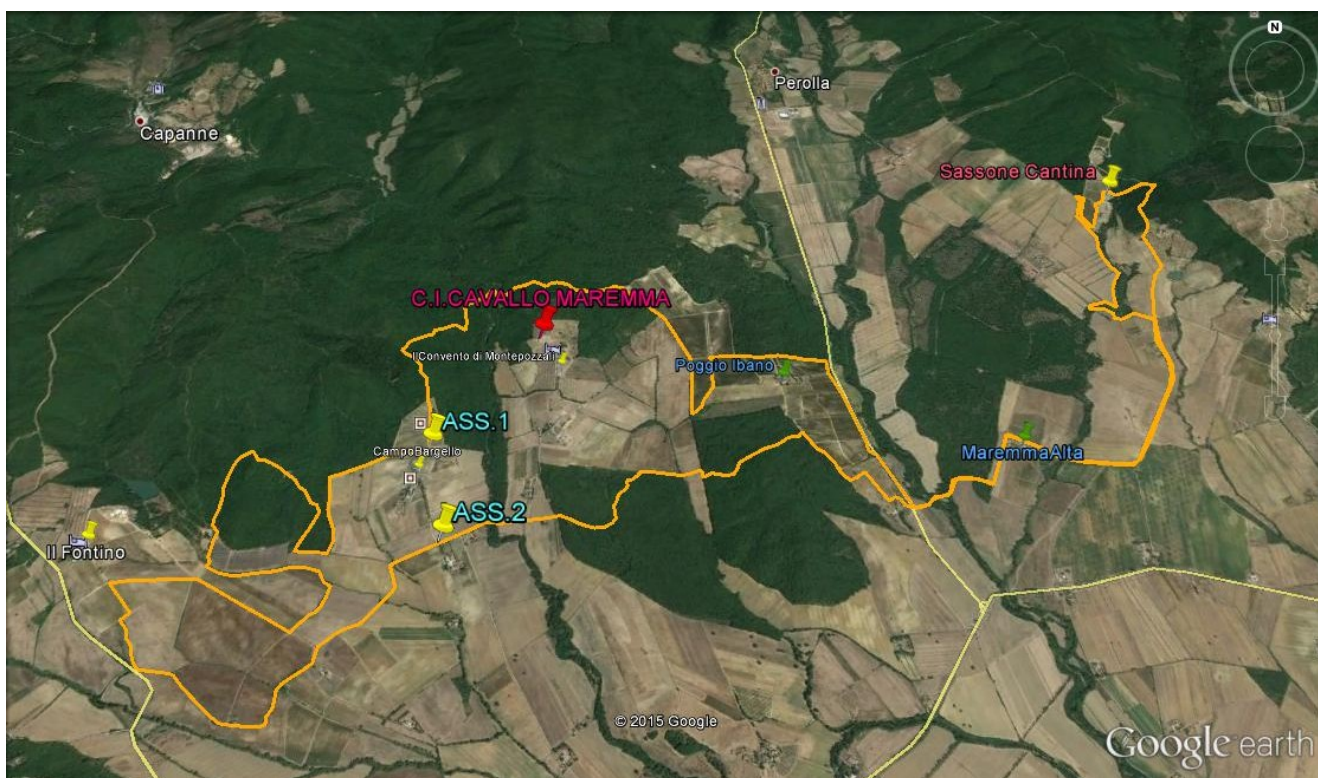 N
Perolla
Capanne
Sassone Cantina
C.I.CAVALLO MAREMMA
Il Convento di Montepozzali
Poggio Ibano
ASS.1
CampoBargello
MaremmaAlta
ASS.2
Il Fontino
© 2015 Google
Google earth